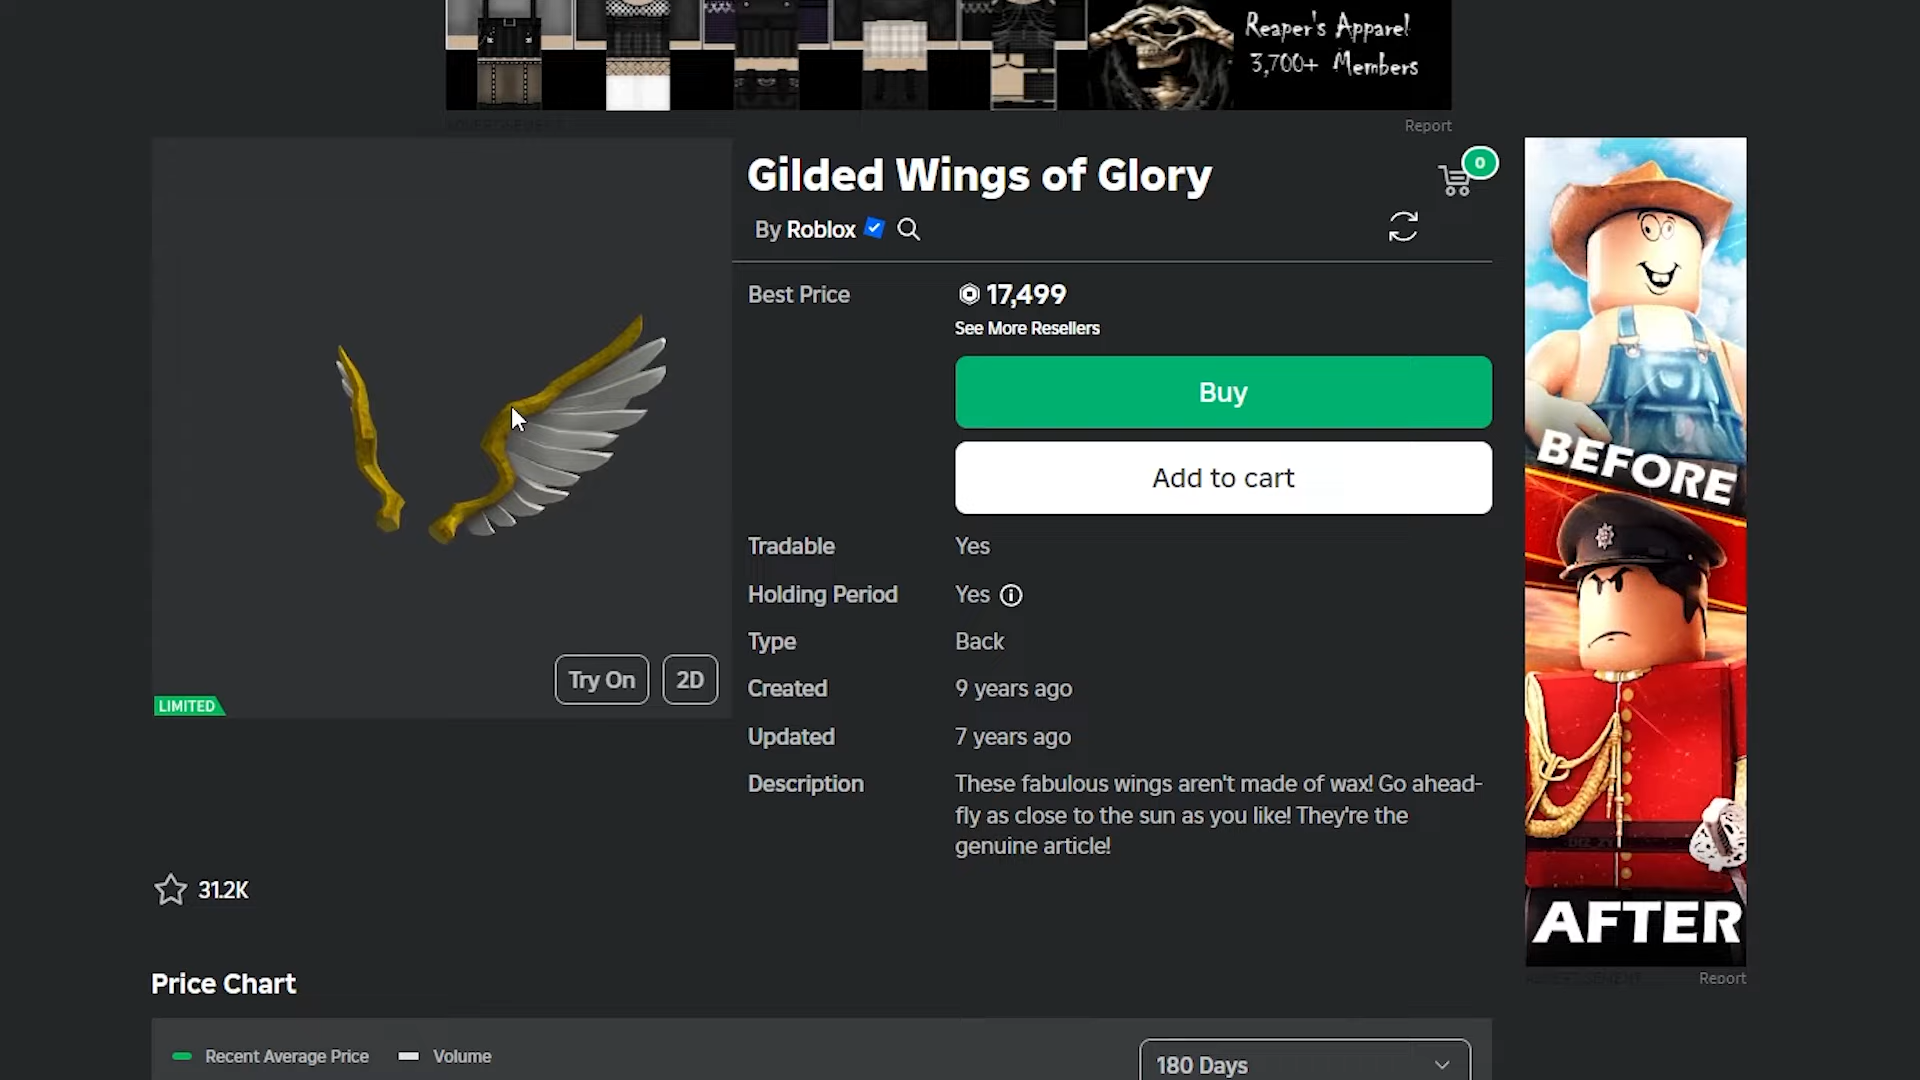 Reaper's Apparel
3,700+ Members
ADVERTISEMENT
Report
Gilded Wings of Glory
0
By Roblox
Best Price
17,499
See More Resellers
Buy
Add to cart
Tradable
Yes
Holding Period
Yes
Type
Back
Created
9 years ago
Updated
7 years ago
Description
These fabulous wings aren't made of wax! Go ahead-
fly as close to the sun as you like! They're the
genuine article!
Try On
2D
LIMITED
31.2K
BEFORE
AFTER
ADVERTISEMENT
Report
Price Chart
Recent Average Price
Volume
180 Days